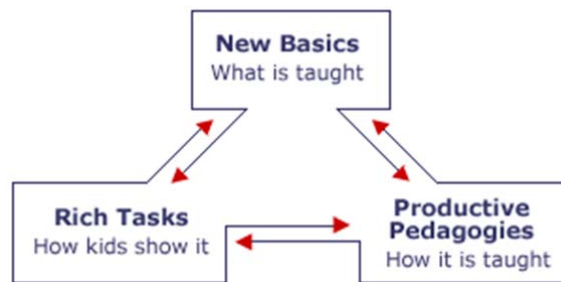 New Basics
What is taught
Rich Tasks
How kids show it
Productive
Pedagogies
How it is taught